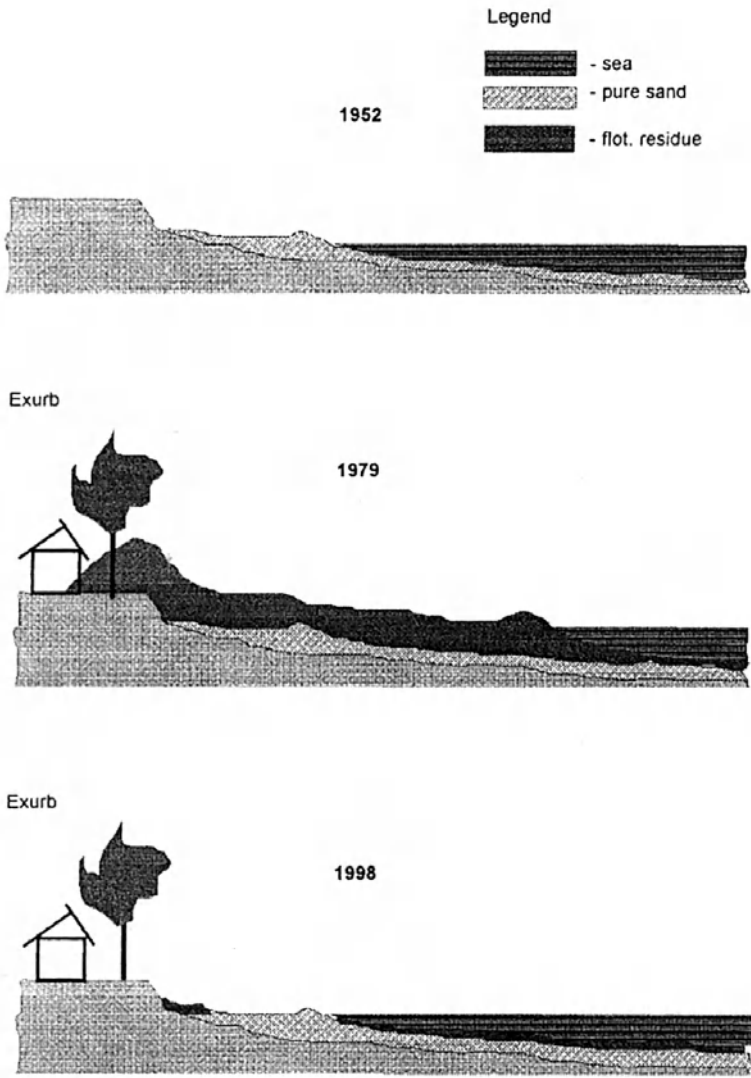 Legend
- sea
- pure sand
- flot. residue
1952
Exurb
1979
Exurb
1998